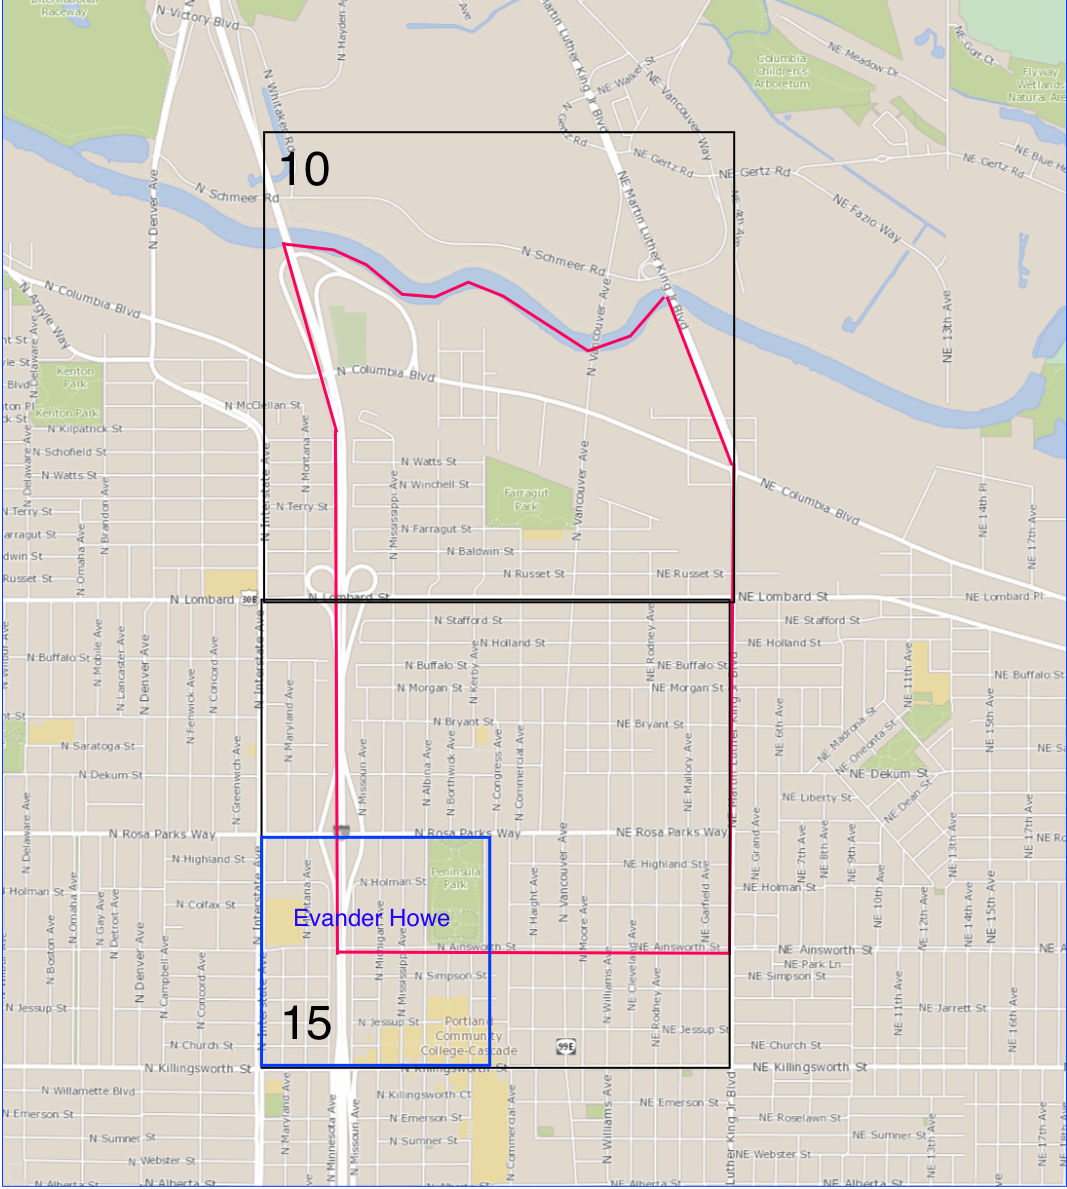 International
Raceway
N Victory Blvd
N Whitaker Rd
NE Walker St
NE Vancouver Way
Martin Luther King Jr Blvd
N Gertz Rd
NE Gertz Rd
NE Gertz Rd
NE Gertz Rd
Columbia
Children's
Arboretum
NE Meadow Dr
NE Gort Ct
Flyway
Wetlands
Natural Area
NE Blue He
NE Fazio Way
NE 4th Ave
NE 13th Ave
10
N Schmeer Rd
N Schmeer Rd
N Denver Ave
NE Martin Luther King Jr Blvd
N Vancouver Ave
N Columbia Blvd
N Argyle Way
N Delaware Ave
Kenton
Park
Kenton Park
N Columbia Blvd
N McClellan St
N Kilpatrick St
N Schofield St
N Watts St
N Terry St
N Montana Ave
N Interstate Ave
N Terry St
N Mississippi Ave
N Watts St
N Winchell St
N Farragut St
N Baldwin St
N Russet St
NE Russet St
Farragut
Park
N Vancouver Ave
NE Columbia Blvd
NE 14th Pl
NE 17th Ave
N Delaware Ave
N Omaha Ave
N Brandon Ave
Russet St
N Lombard
30B
N Lombard St
NE Lombard St
NE Lombard Pl
N Stafford St
NE Stafford St
N Holland St
NE Holland St
N Buffalo St
N Buffalo St
NE Buffalo St
NE Buffalo St
N Morgan St
NE Morgan St
N Bryant St
NE Bryant St
N Mobile Ave
N Lancaster Ave
N Denver Ave
N Fenwick Ave
N Concord Ave
N Interstate Ave
N Maryland Ave
N Kerby Ave
NE Rodney Ave
NE Martin Luther King Jr Blvd
NE 6th Ave
NE 11th Ave
NE 15th Ave
NE Madrona St
NE Oneonta St
NE Dekum St
NE Dean St
NE Liberty St
N Saratoga St
N Dekum St
N Greenwich Ave
N Missouri Ave
N Albina Ave
N Borthwick Ave
N Congress Ave
N Commercial Ave
NE Mallory Ave
N Rosa Parks Way
N Rosa Parks Way
NE Rosa Parks Way
N Delaware Ave
NE Grand Ave
NE 7th Ave
NE 8th Ave
NE 9th Ave
NE 13th Ave
NE 17th Ave
N Highland St
NE Highland St
Peninsula
Park
N Holman St
N Holman St
NE Holman St
N Colfax St
N Interstate Ave
N Montana Ave
Evander Howe
N Michigan Ave
N Mississippi Ave
N Haight Ave
N Vancouver Ave
N Moore Ave
NE Cleveland Ave
NE Garfield Ave
NE 10th Ave
NE 12th Ave
NE 14th Ave
NE 15th Ave
N Boston Ave
N Omaha Ave
N Gay Ave
N Detroit Ave
N Denver Ave
N Campbell Ave
N Concord Ave
N Interstate Ave
N Ainsworth St
NE Ainsworth St
NE Ainsworth St
NE Park Ln
NE Simpson St
N Simpson St
N Williams Ave
NE Rodney Ave
NE 11th Ave
NE Jarrett St
NE 16th Ave
N Jessup St
15
N Jessup St
NE Jessup St
Portland
Community
College-Cascade
99E
N Church St
NE Church St
N Killingsworth St
N Killingsworth St
NE Killingsworth St
N Willamette Blvd
N Killingsworth Ct
N Emerson St
N Emerson St
NE Emerson St
NE Roselawn St
N Sumner St
N Sumner St
NE Sumner St
N Webster St
NE Webster St
N Maryland Ave
N Minnesota Ave
N Missouri Ave
N Commercial Ave
N Williams Ave
Luther King Jr Blvd
NE 13th Ave
NE 17th Ave
N Alberta St
N Alberta St
N Alberta St
NE Alberta St
NE Alberta St